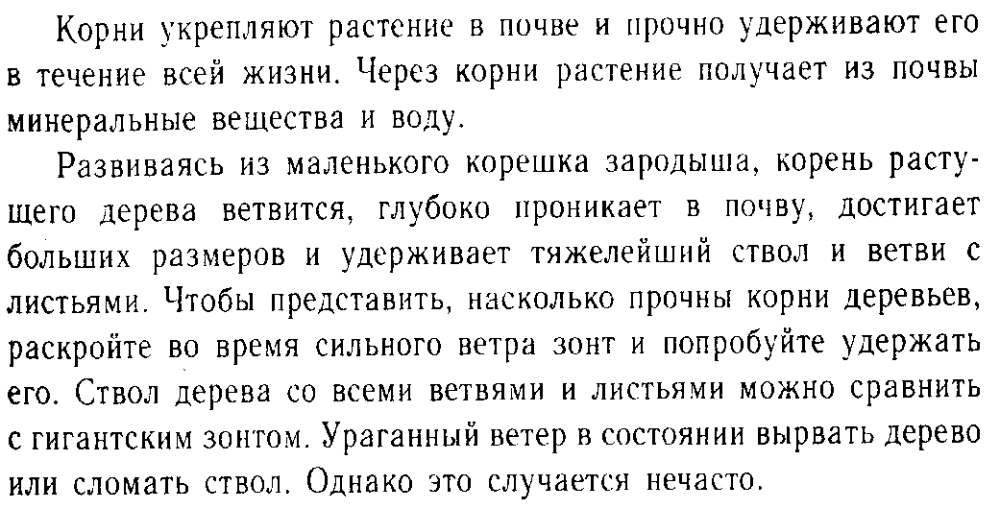 Корни укрепляют растение в почве и прочно удерживают его
в течение всей жизни. Через корни растение получает из почвы
минеральные вещества и воду.
Развиваясь из маленького корешка зародыша, корень расту-
щего дерева ветвится, глубоко проникает в почву, достигает
больших размеров и удерживает тяжелейший ствол и ветви с
листьями. Чтобы представить, насколько прочны корни деревьев,
раскройте во время сильного ветра зонт и попробуйте удержать
его. Ствол дерева со всеми ветвями и листьями можно сравнить
с гигантским зонтом. Ураганный ветер в состоянии вырвать дерево
или сломать ствол. Однако это случается нечасто.